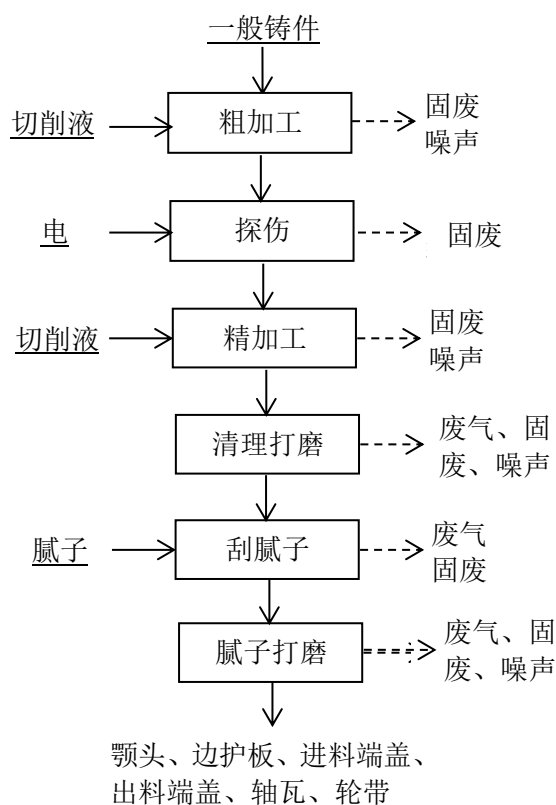 一般铸件
切削液
粗加工
固废
噪声
电
探伤
固废
切削液
精加工
固废
噪声
清理打磨
废气、固
废、噪声
腻子
刮腻子
废气
固废
腻子打磨
废气、固
废、噪声
颚头、边护板、进料端盖、
出料端盖、轴瓦、轮带